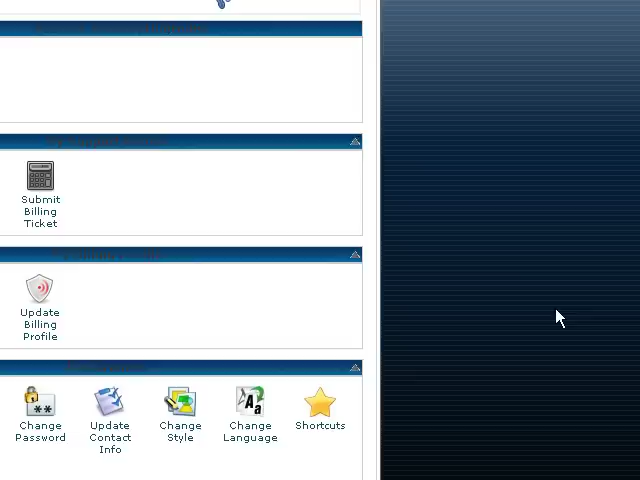 Submit
Billing
Ticket
Update
Billing
Profile
Change
Password
Update
Contact
Info
Change
Style
Change
Language
Shortcuts